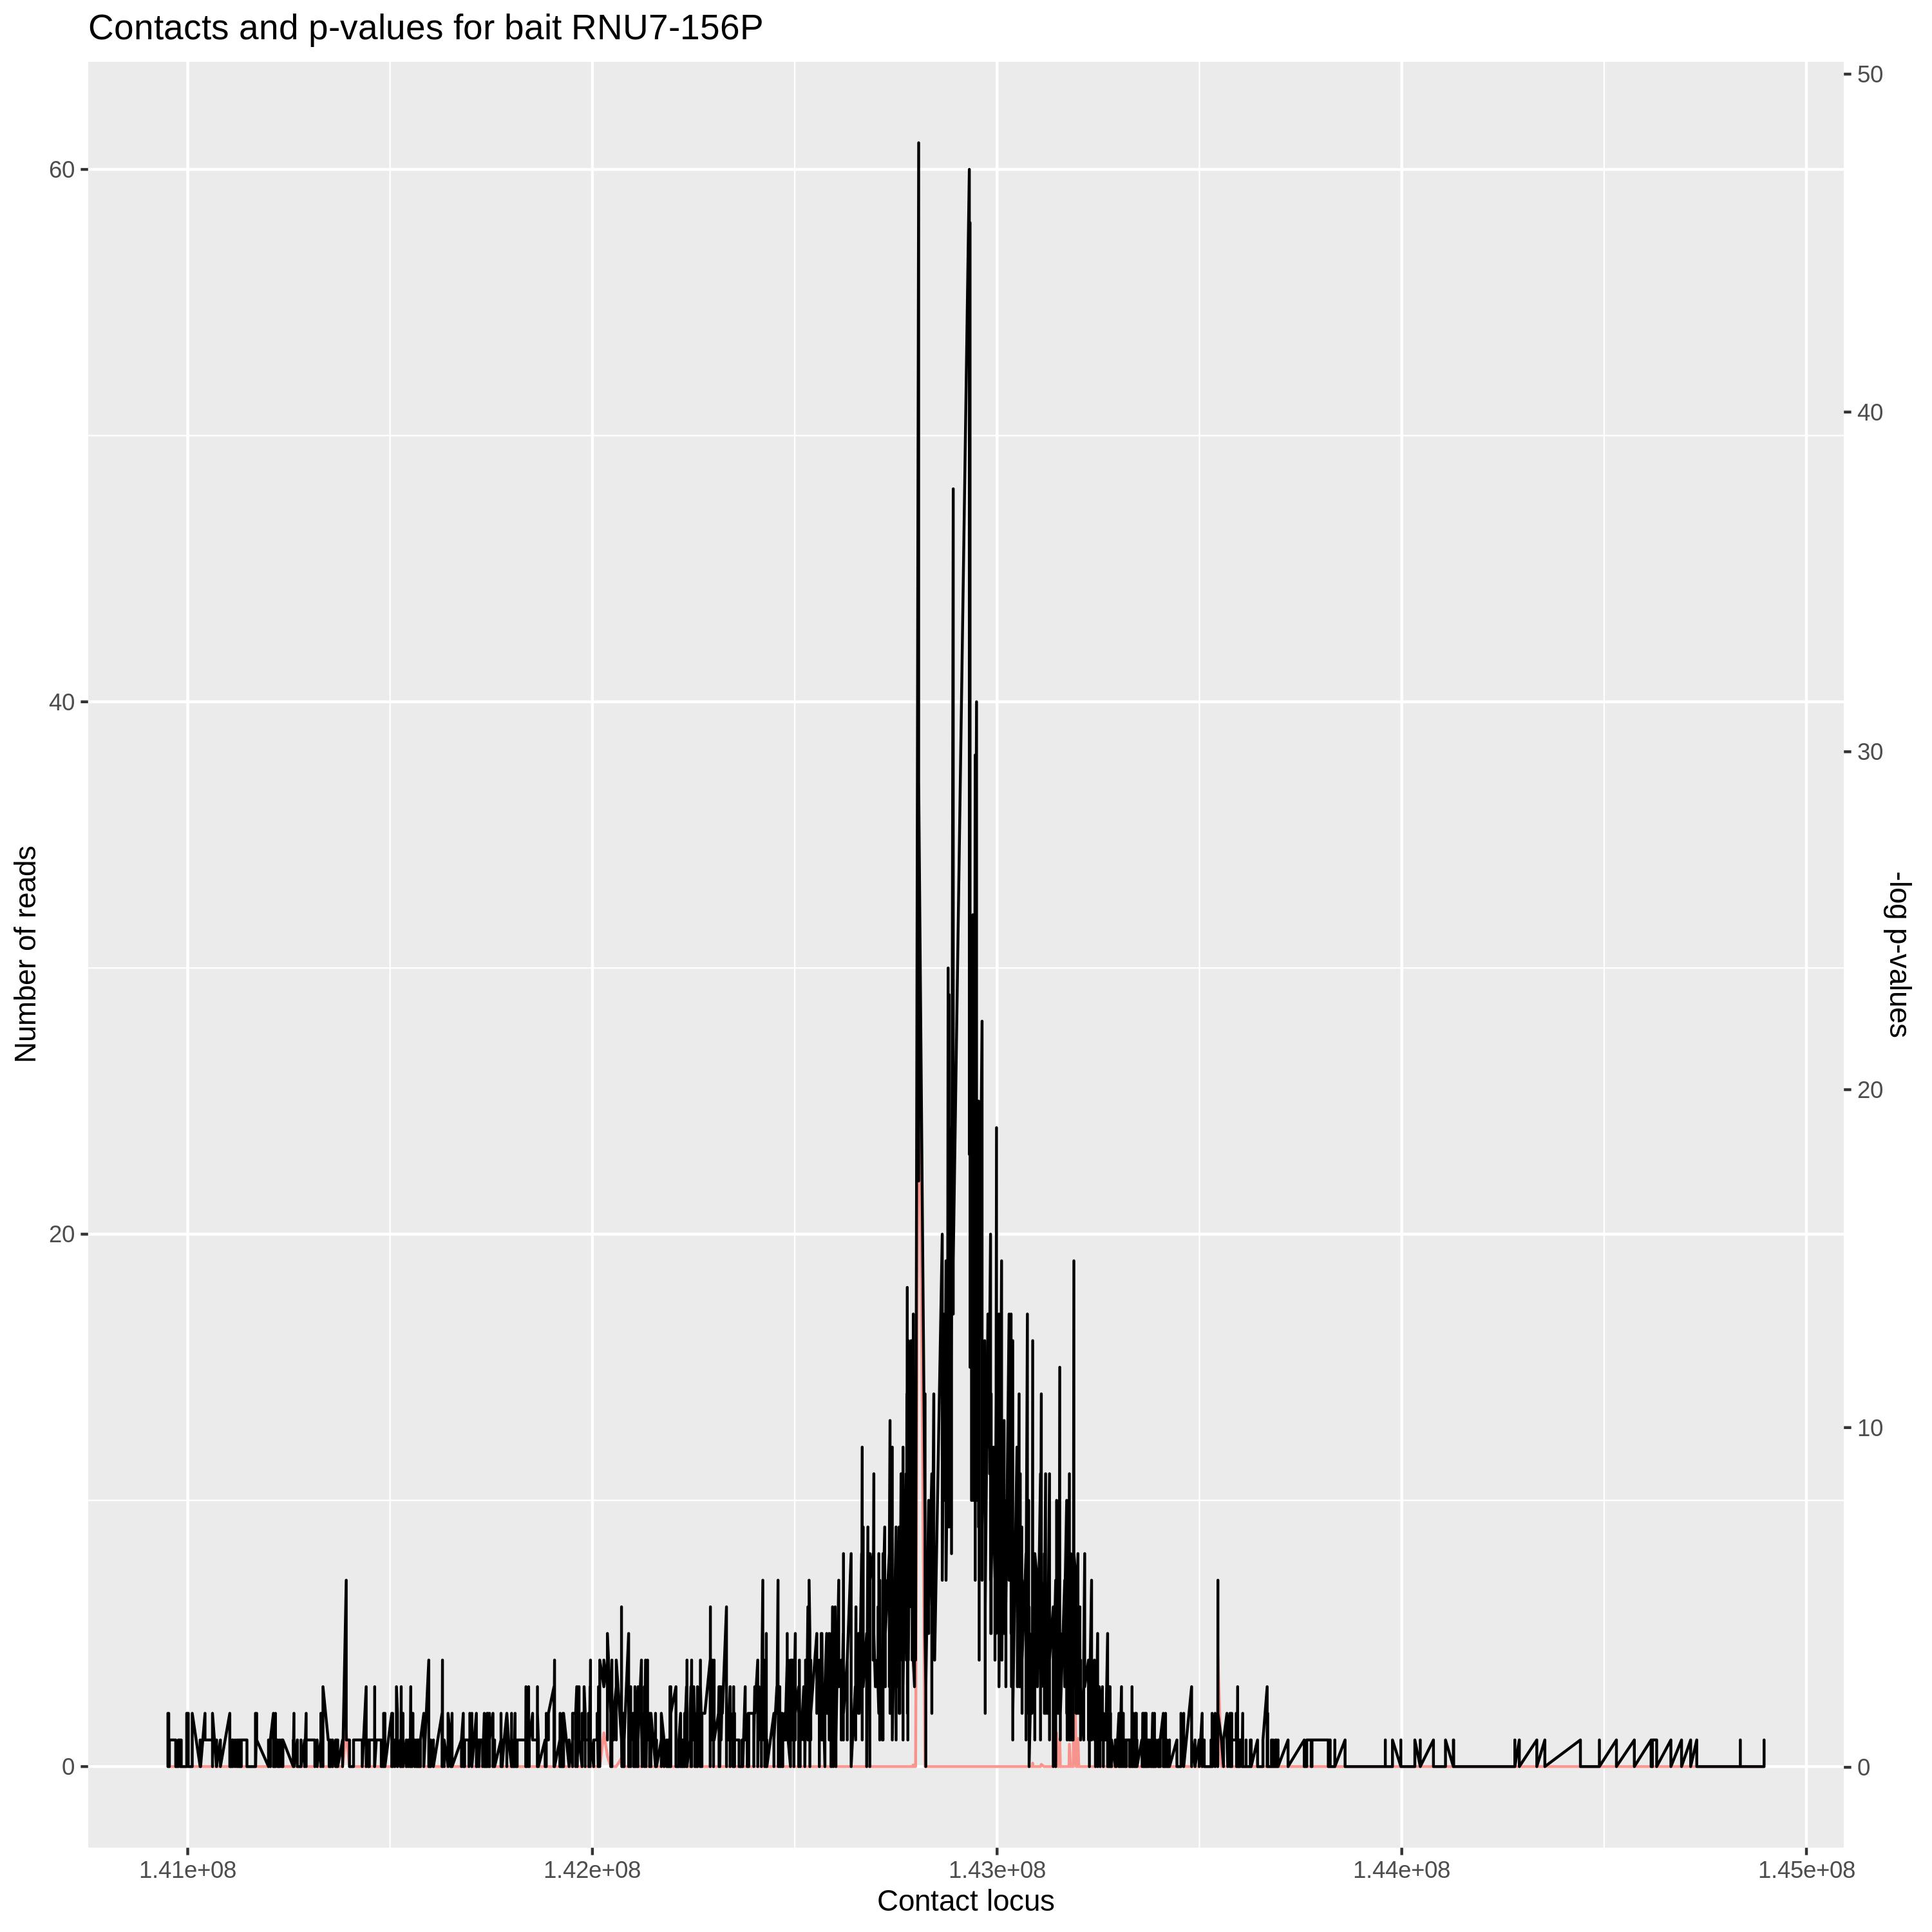 Contacts and p-values for bait RNU7-156P
60
40
20
0
Number of reads
50
40
30
20
10
0
-log p-values
1.41e+08
1.42e+08
1.43e+08
1.44e+08
1.45e+08
Contact locus